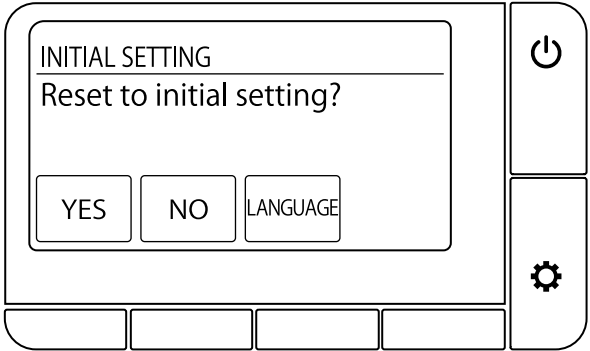 INITIAL SETTING
Reset to initial setting?
YES NO LANGUAGE